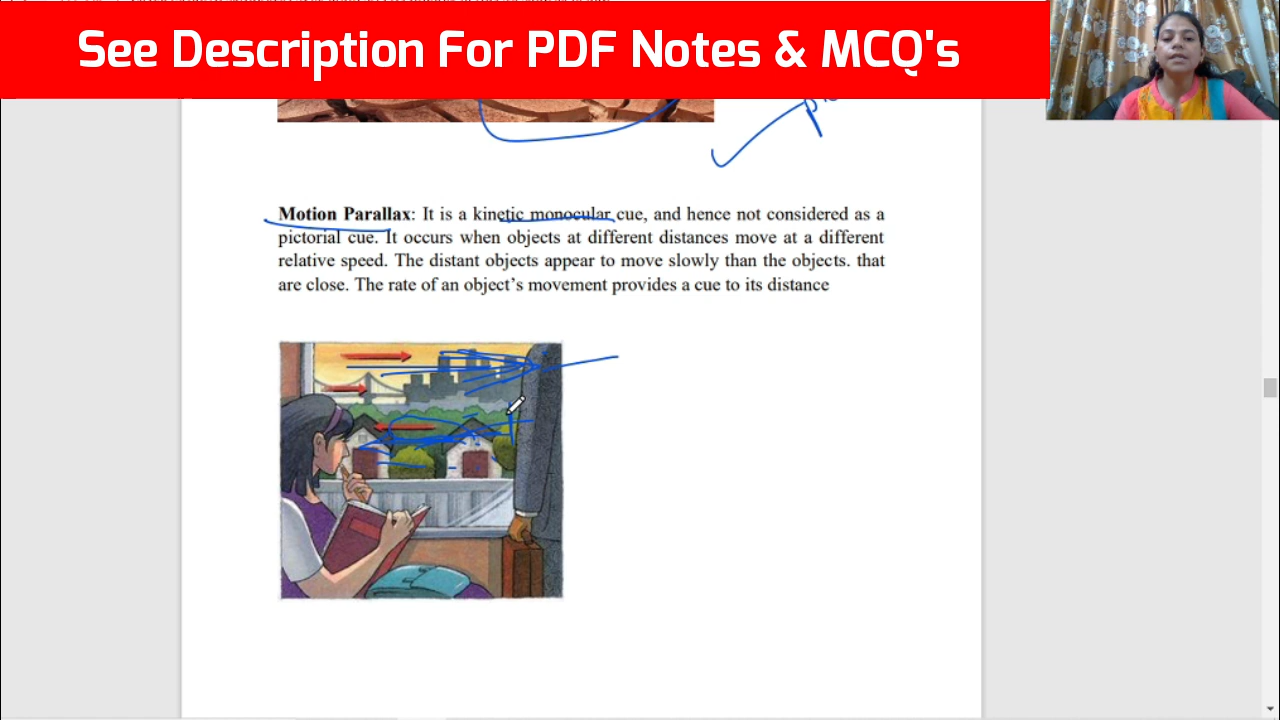 See Description For PDF Notes & MCQ's
Motion Parallax: It is a kinetic monocular cue, and hence not considered as a
pictorial cue. It occurs when objects at different distances move at a different
relative speed. The distant objects appear to move slowly than the objects. that
are close. The rate of an object’s movement provides a cue to its distance